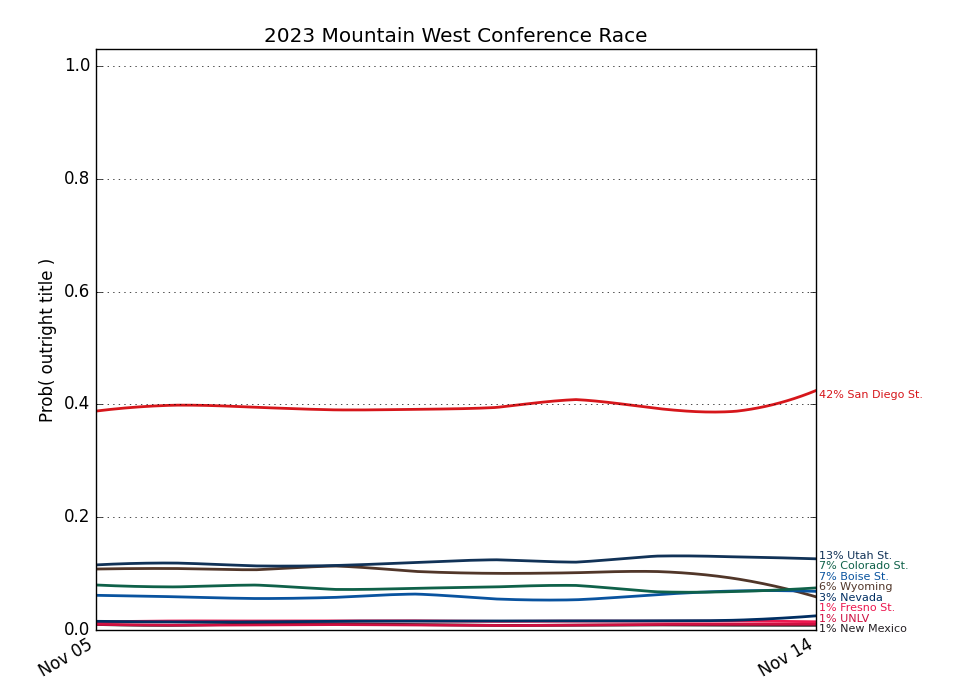 2023 Mountain West Conference Race
1.0
0.8
0.6
0.4
0.2
0.0
Prob( outright title )
Nov 05
Nov 14
42% San Diego St.
13% Utah St.
7% Colorado St.
7% Boise St.
6% Wyoming
3% Nevada
1% Fresno St.
1% UNLV
1% New Mexico